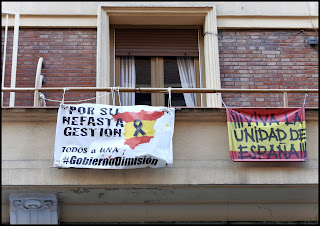 POR SU
NEFASTA
GESTIÓN
TODOS a UNA:
#GobiernoDimisión
¡¡¡VIVA LA
UNIDAD DE
ESPAÑA!!!